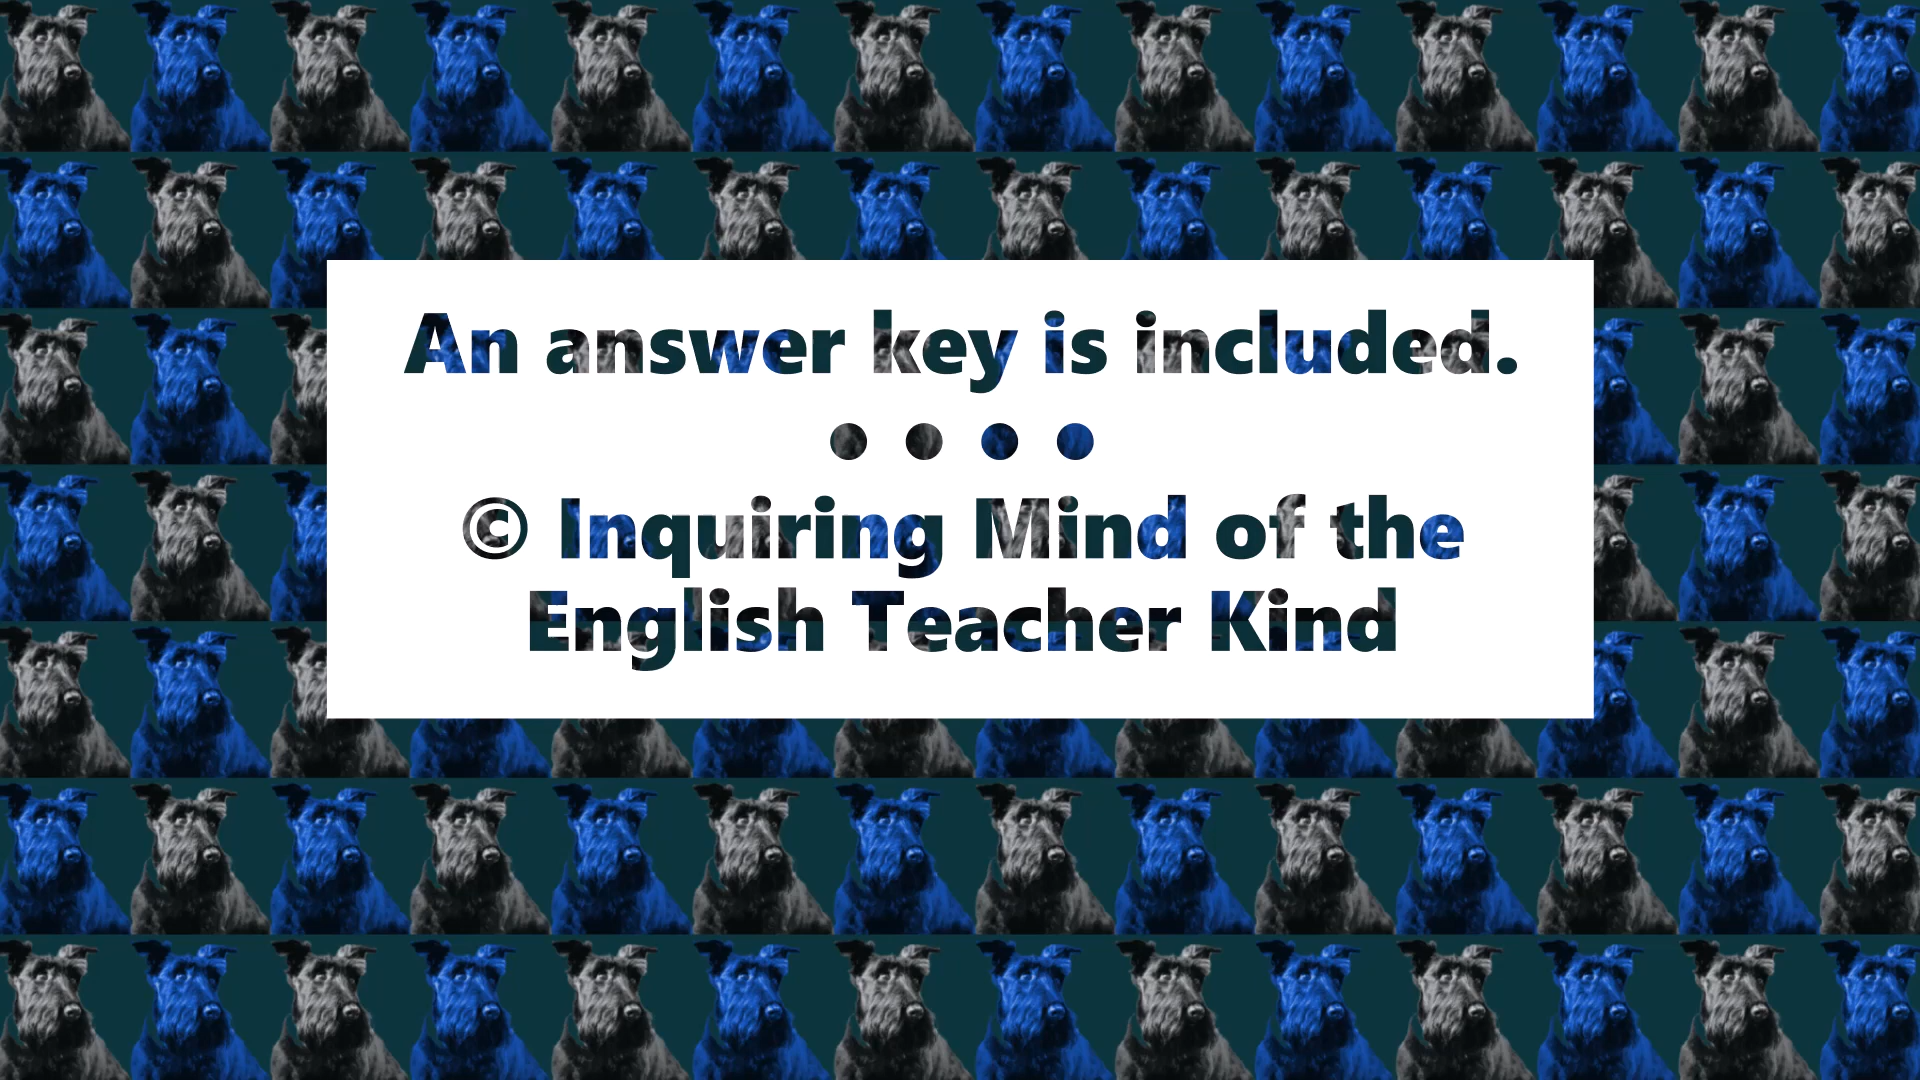 An answer key is included.
• • • •
© Inquiring Mind of the
English Teacher Kind